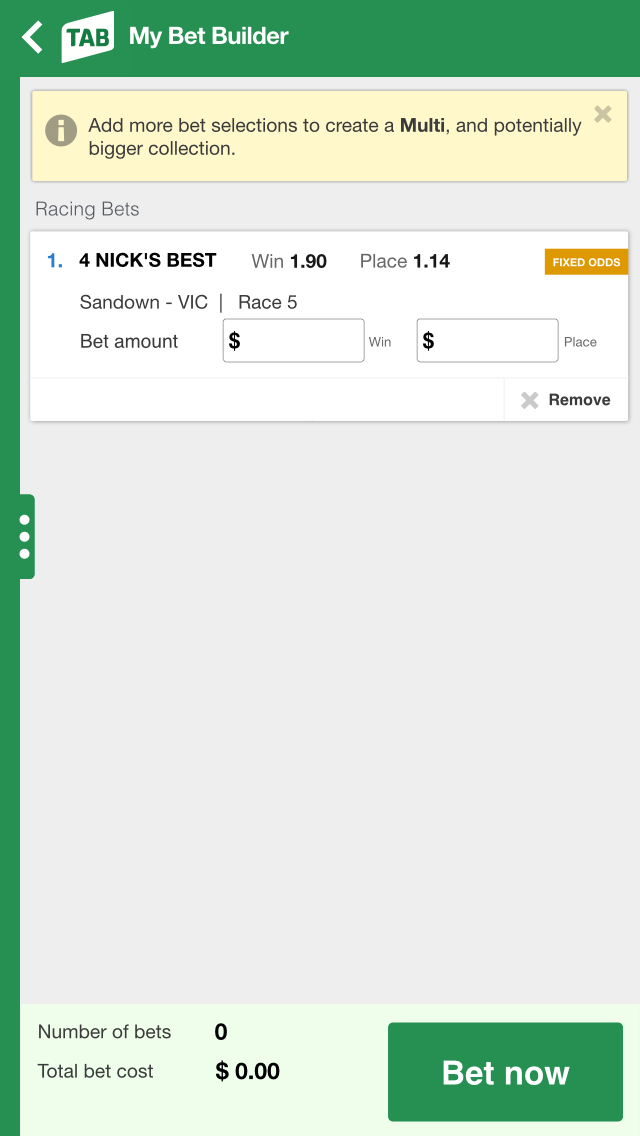 TAB My Bet Builder
Add more bet selections to create a Multi, and potentially
bigger collection.
Racing Bets
1. 4 NICK'S BEST Win 1.90 Place 1.14 FIXED ODDS
Sandown - VIC | Race 5
Bet amount $ Win $ Place
Remove
Number of bets 0
Total bet cost $ 0.00
Bet now